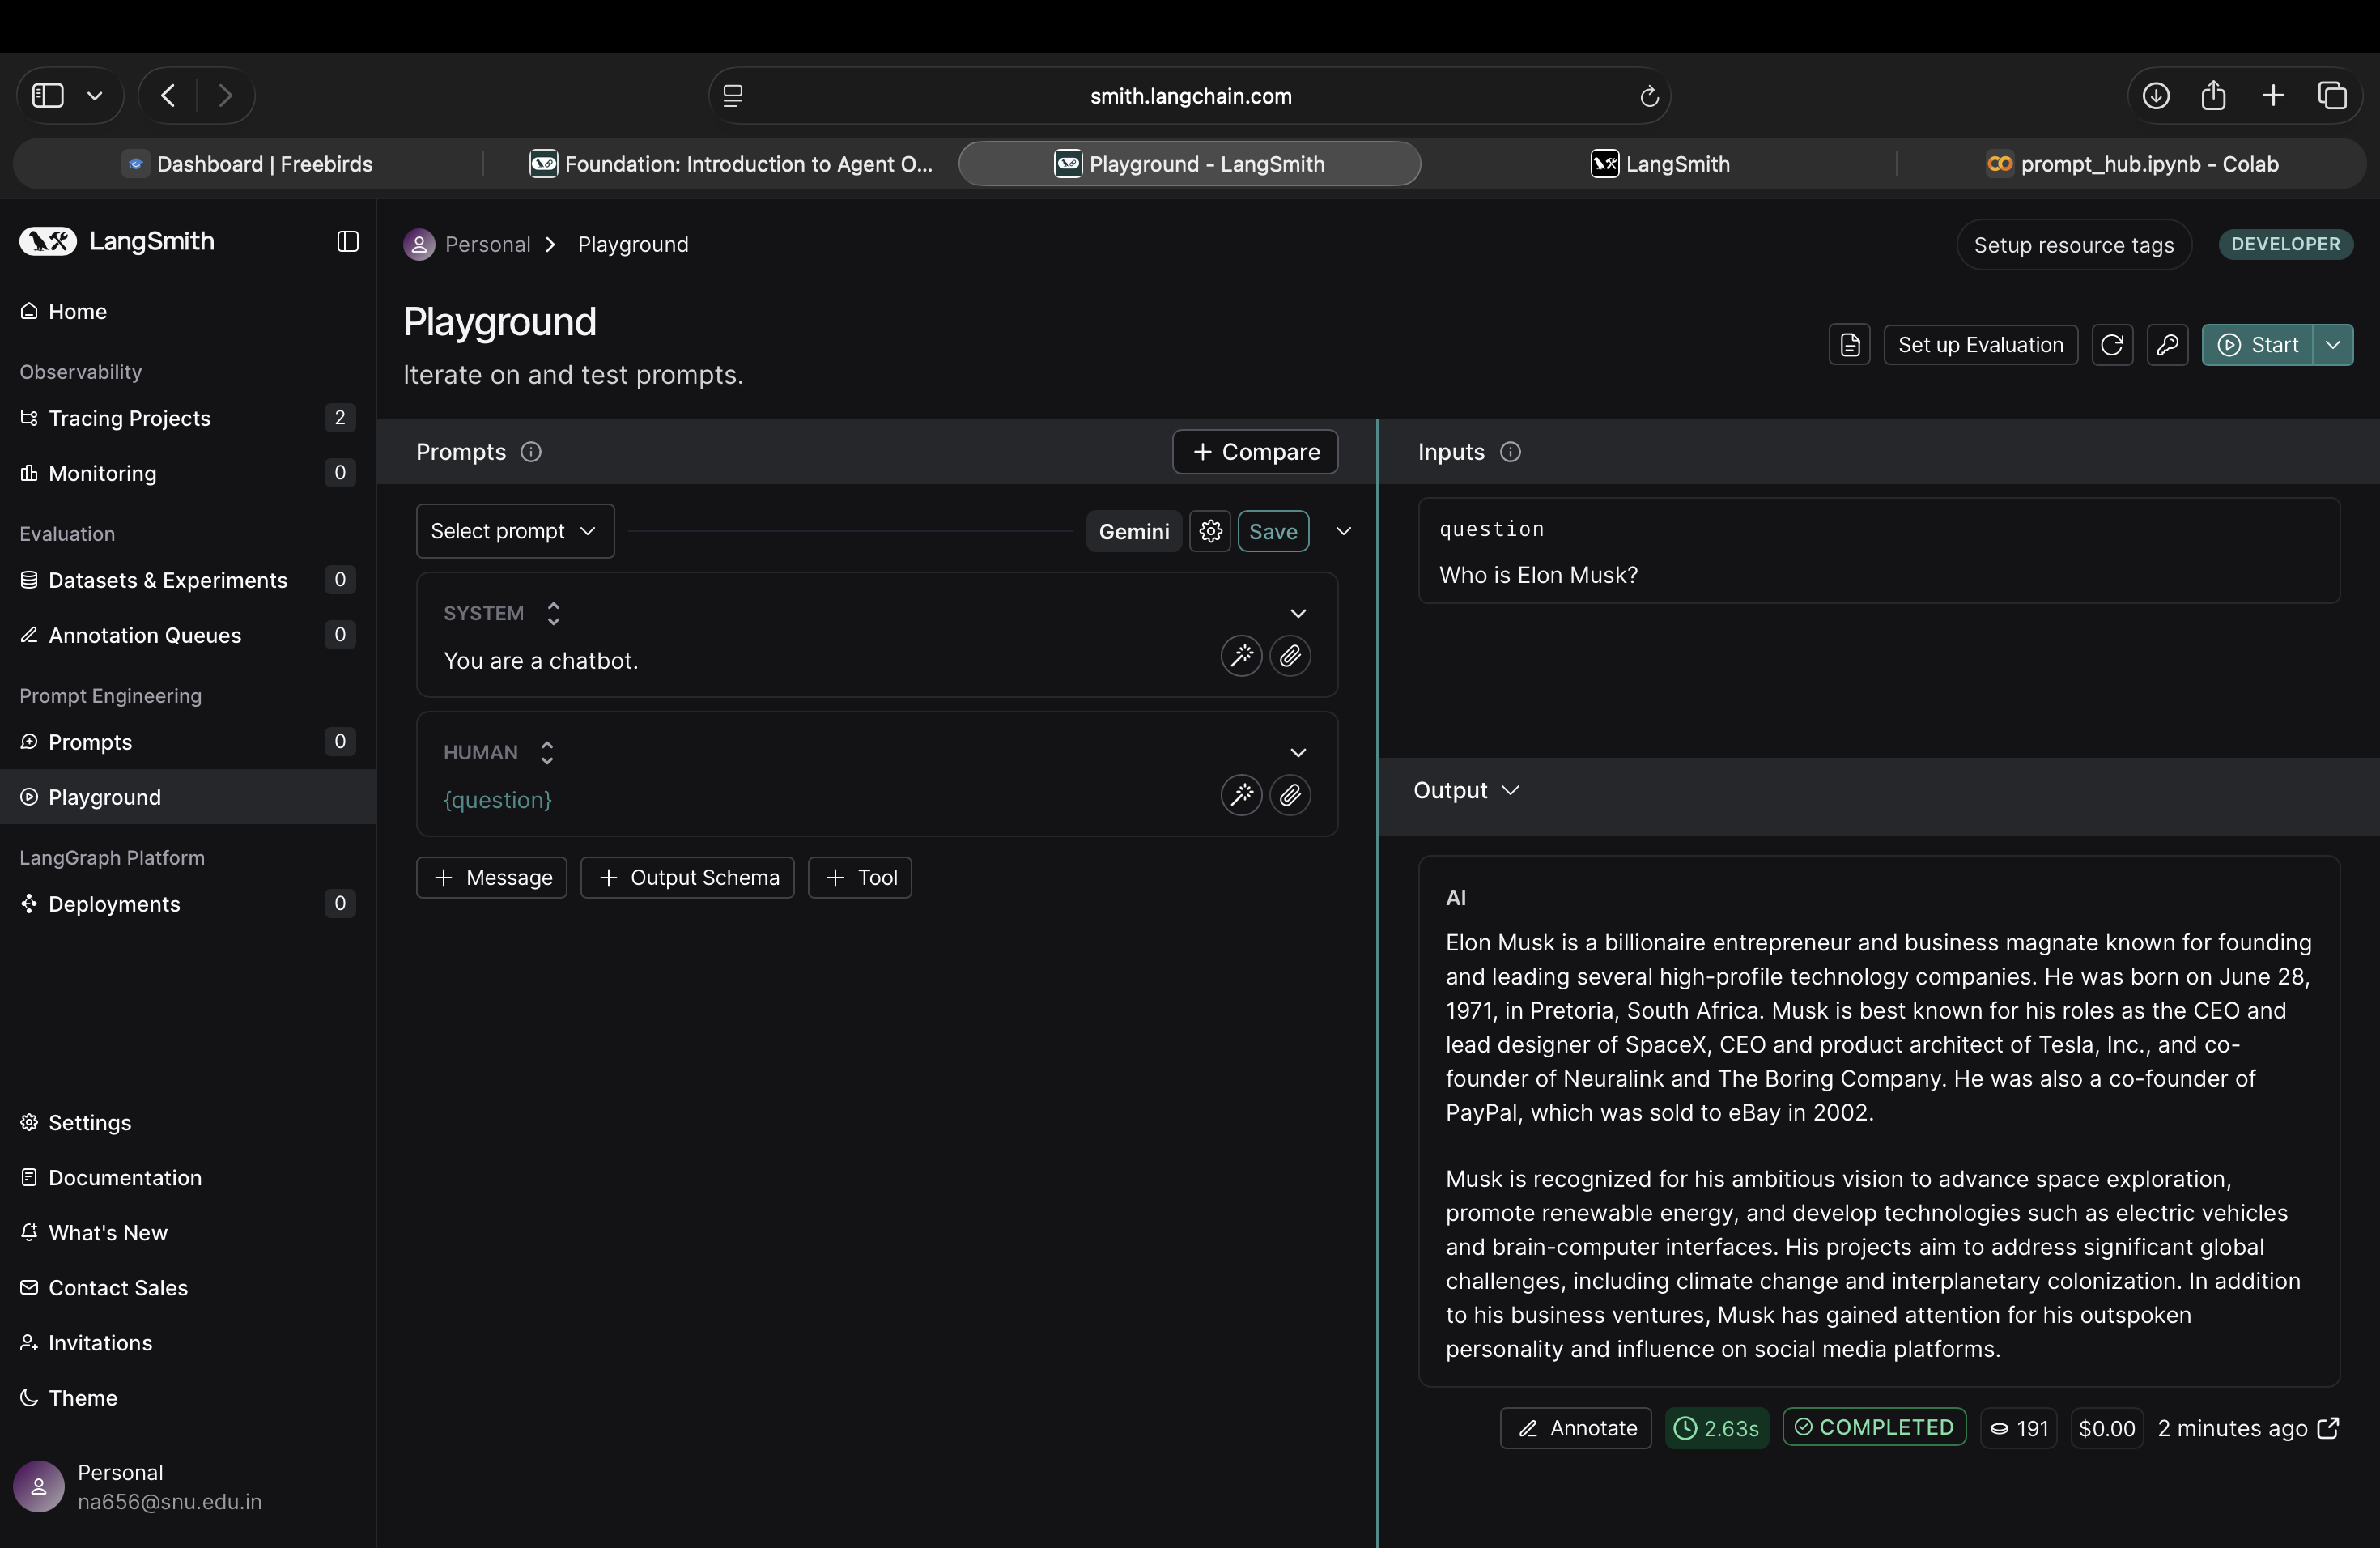 smith.langchain.com
Dashboard | Freebirds
Foundation: Introduction to Agent O...
Playground - LangSmith
LangSmith
prompt_hub.ipynb - Colab
LangSmith
Home
Observability
Tracing Projects 2
Monitoring 0
Evaluation
Datasets & Experiments 0
Annotation Queues 0
Prompt Engineering
Prompts 0
Playground
LangGraph Platform
Deployments 0
Settings
Documentation
What's New
Contact Sales
Invitations
Theme
Personal
na656@snu.edu.in
Personal > Playground
Setup resource tags
DEVELOPER
Playground
Iterate on and test prompts.
Set up Evaluation
Start
Prompts
+ Compare
Select prompt
Gemini
Save
SYSTEM
You are a chatbot.
HUMAN
{question}
+ Message
+ Output Schema
+ Tool
Inputs
question
Who is Elon Musk?
Output
AI
Elon Musk is a billionaire entrepreneur and business magnate known for founding
and leading several high-profile technology companies. He was born on June 28,
1971, in Pretoria, South Africa. Musk is best known for his roles as the CEO and
lead designer of SpaceX, CEO and product architect of Tesla, Inc., and co-
founder of Neuralink and The Boring Company. He was also a co-founder of
PayPal, which was sold to eBay in 2002.
Musk is recognized for his ambitious vision to advance space exploration,
promote renewable energy, and develop technologies such as electric vehicles
and brain-computer interfaces. His projects aim to address significant global
challenges, including climate change and interplanetary colonization. In addition
to his business ventures, Musk has gained attention for his outspoken
personality and influence on social media platforms.
Annotate
2.63s
COMPLETED
191
$0.00
2 minutes ago